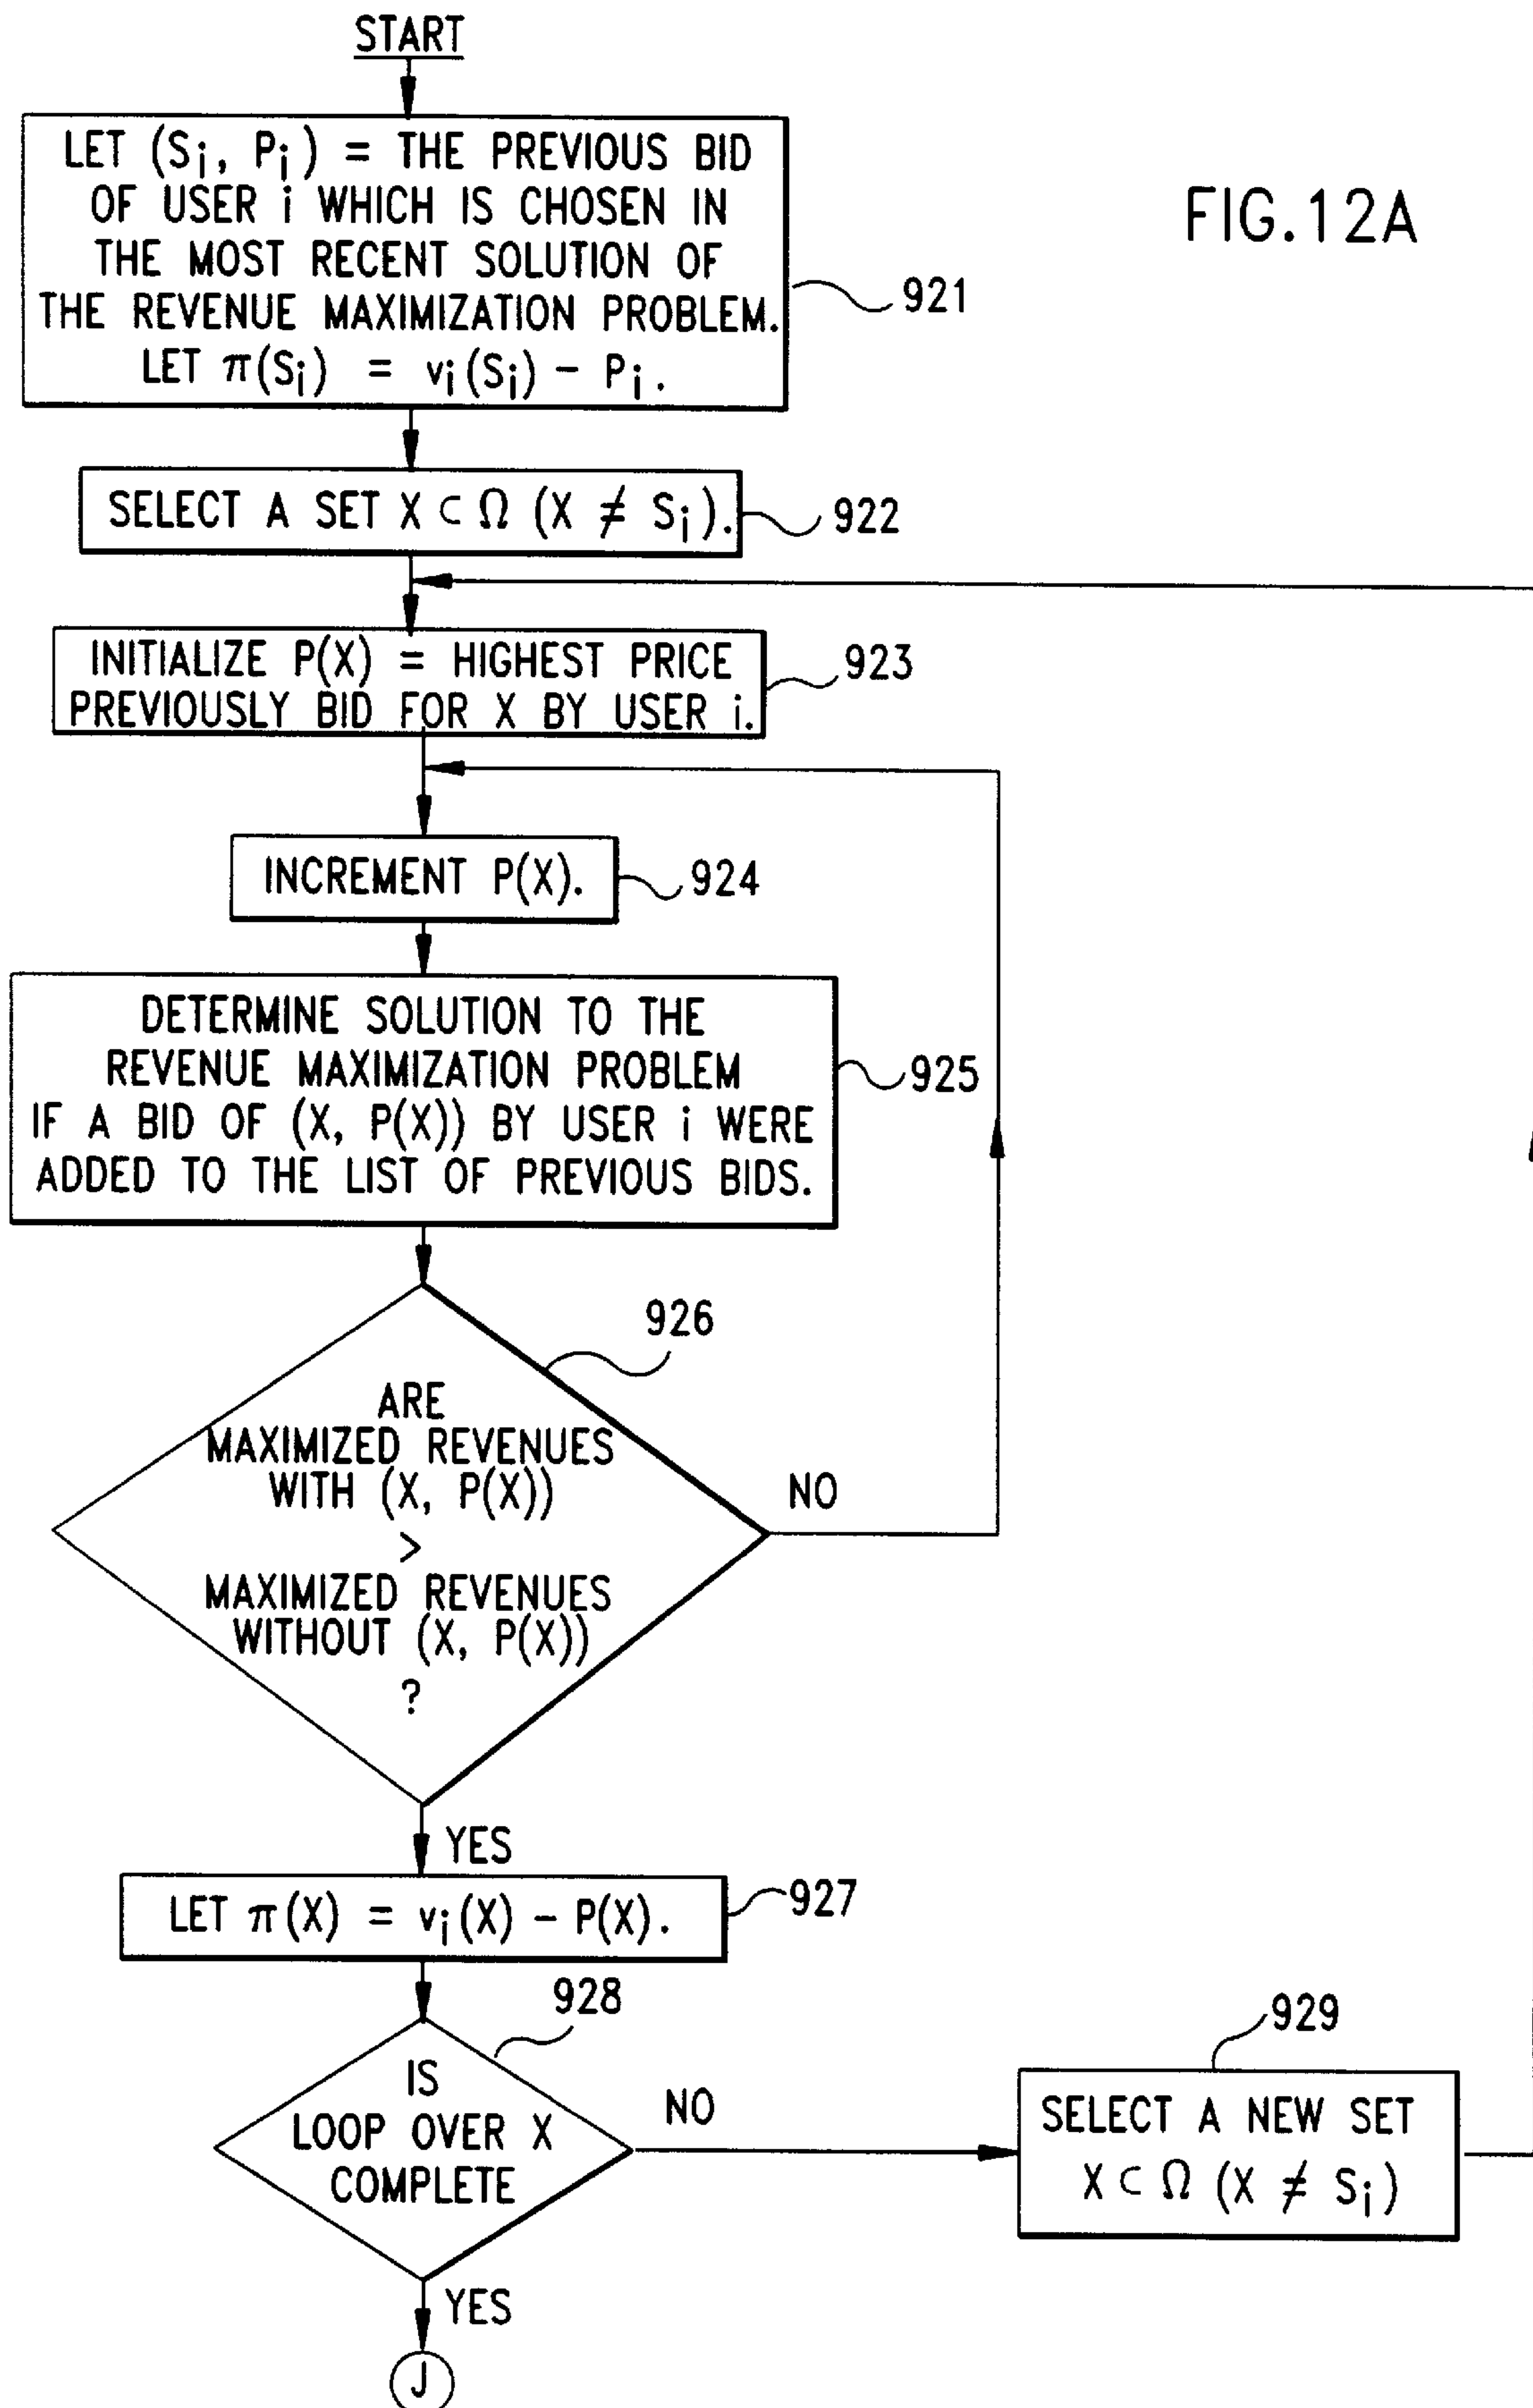 START
LET (Si, Pi) = THE PREVIOUS BID
OF USER i WHICH IS CHOSEN IN
THE MOST RECENT SOLUTION OF
THE REVENUE MAXIMIZATION PROBLEM.
LET π(Si) = vi(Si) - Pi.
921
FIG.12A
SELECT A SET X ⊂ Ω (X ≠ Si).
922
INITIALIZE P(X) = HIGHEST PRICE
PREVIOUSLY BID FOR X BY USER i.
923
INCREMENT P(X).
924
DETERMINE SOLUTION TO THE
REVENUE MAXIMIZATION PROBLEM
IF A BID OF (X, P(X)) BY USER i WERE
ADDED TO THE LIST OF PREVIOUS BIDS.
925
926
ARE
MAXIMIZED REVENUES
WITH (X, P(X))
>
MAXIMIZED REVENUES
WITHOUT (X, P(X))
?
NO
YES
LET π(X) = vi(X) - P(X).
927
928
IS
LOOP OVER X
COMPLETE
NO
929
SELECT A NEW SET
X ⊂ Ω (X ≠ Si)
YES
J